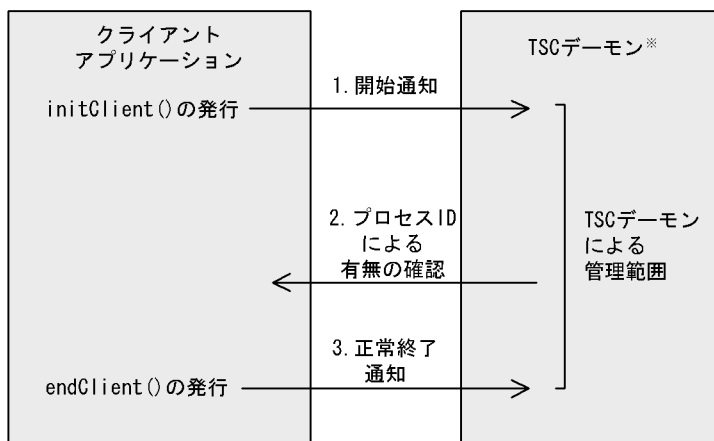 クライアント
アプリケーション
TSCデーモン※
1.開始通知
initClient()の発行
2.プロセスID
による
有無の確認
TSCデーモン
による
管理範囲
3.正常終了
通知
endClient()の発行